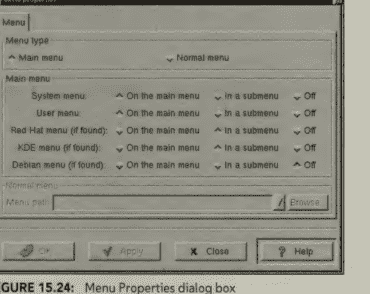 Menu
Menu type
Main menu Normal menu
Main menu
System menu: On the main menu In a submenu Off
User menu: On the main menu In a submenu Off
Red Hat menu (if found): On the main menu In a submenu Off
KDE menu (if found): On the main menu In a submenu Off
Debian menu (if found): On the main menu In a submenu Off
Normal menu
Menu path Browse
OK Apply Close Help
GURE 15.24: Menu Properties dialog box